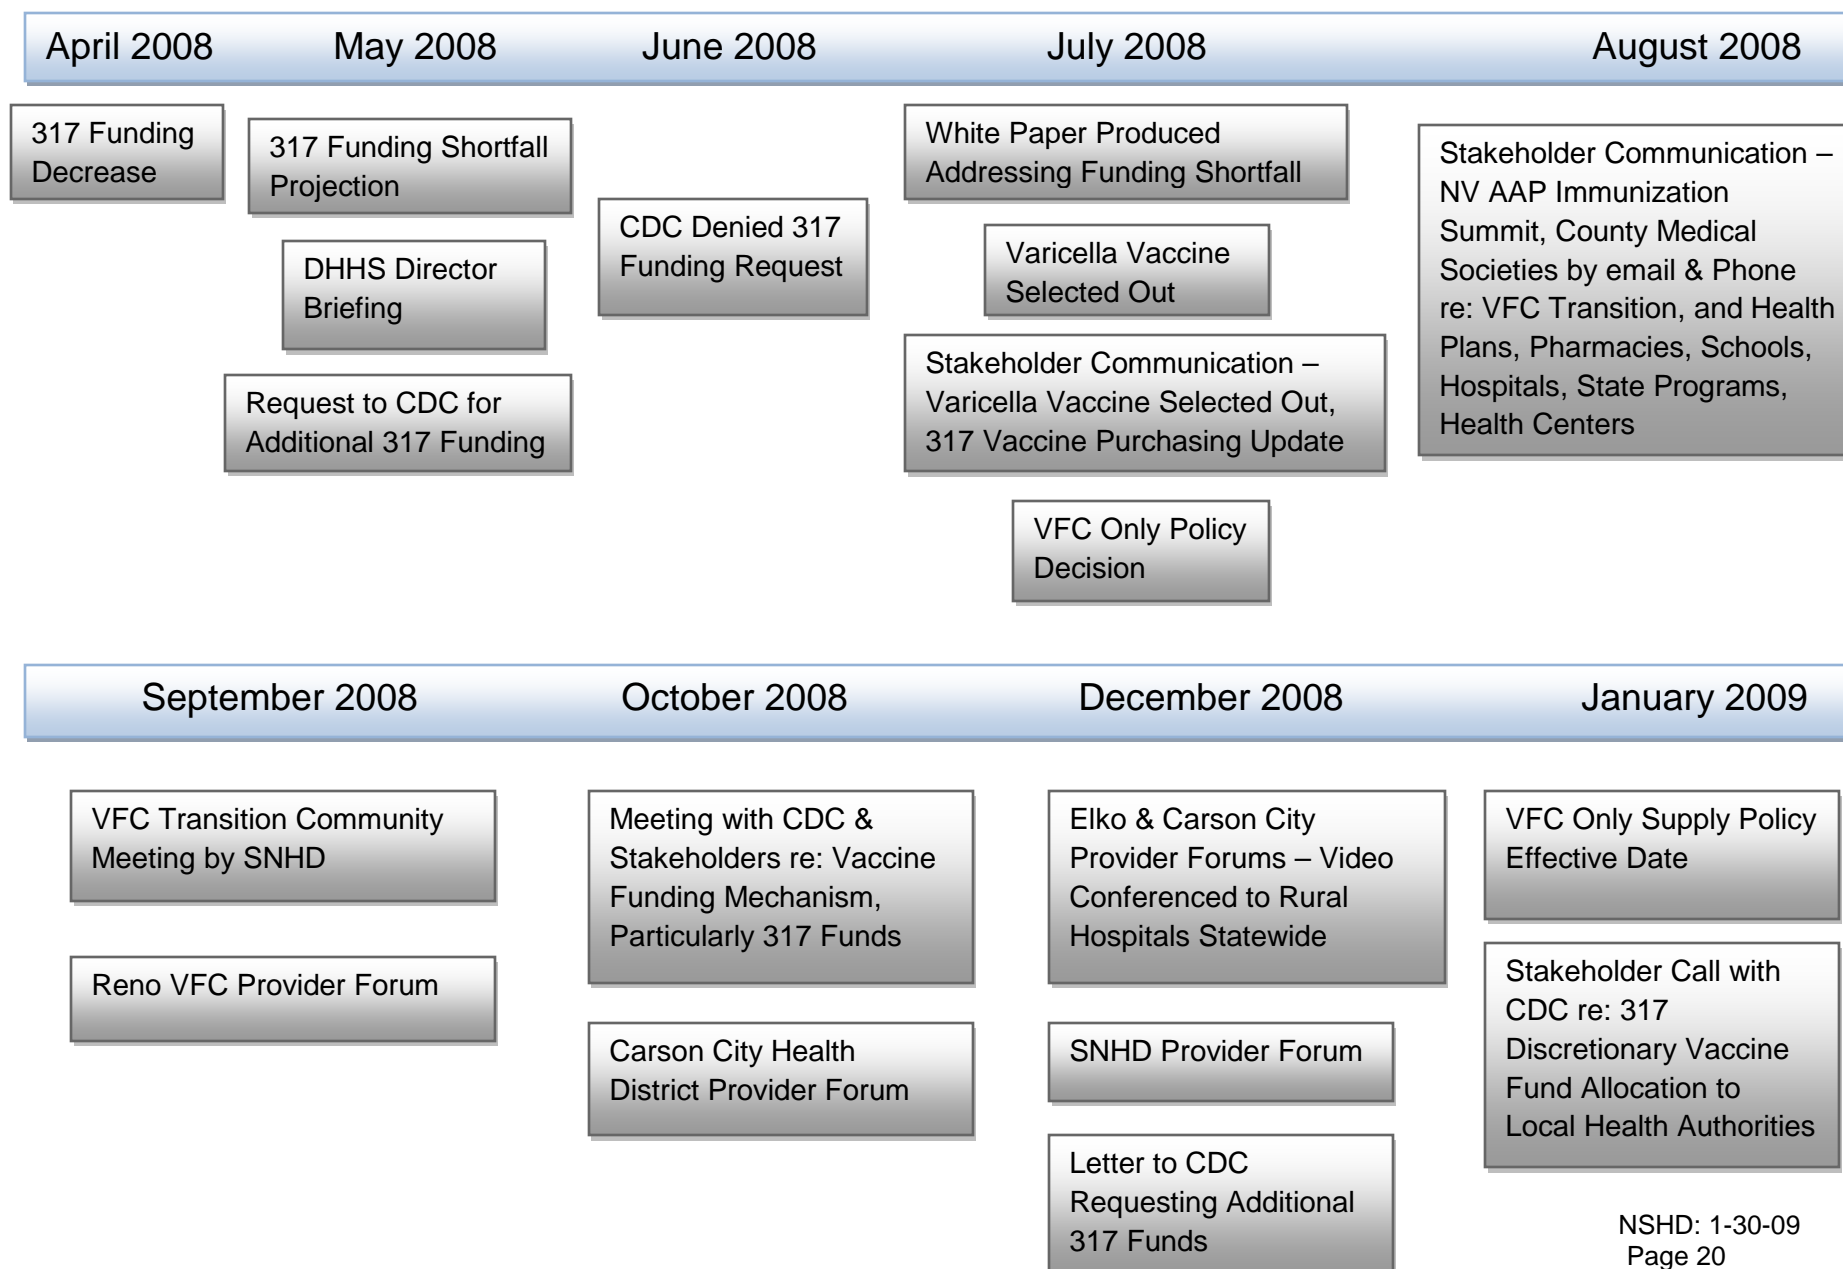 April 2008 May 2008 June 2008 July 2008 August 2008
317 Funding
Decrease
317 Funding Shortfall
Projection
DHHS Director
Briefing
Request to CDC for
Additional 317 Funding
CDC Denied 317
Funding Request
White Paper Produced
Addressing Funding Shortfall
Varicella Vaccine
Selected Out
Stakeholder Communication –
Varicella Vaccine Selected Out,
317 Vaccine Purchasing Update
VFC Only Policy
Decision
Stakeholder Communication –
NV AAP Immunization
Summit, County Medical
Societies by email & Phone
re: VFC Transition, and Health
Plans, Pharmacies, Schools,
Hospitals, State Programs,
Health Centers
September 2008 October 2008 December 2008 January 2009
VFC Transition Community
Meeting by SNHD
Reno VFC Provider Forum
Meeting with CDC &
Stakeholders re: Vaccine
Funding Mechanism,
Particularly 317 Funds
Carson City Health
District Provider Forum
Elko & Carson City
Provider Forums – Video
Conferenced to Rural
Hospitals Statewide
SNHD Provider Forum
Letter to CDC
Requesting Additional
317 Funds
VFC Only Supply Policy
Effective Date
Stakeholder Call with
CDC re: 317
Discretionary Vaccine
Fund Allocation to
Local Health Authorities
NSHD: 1-30-09
Page 20